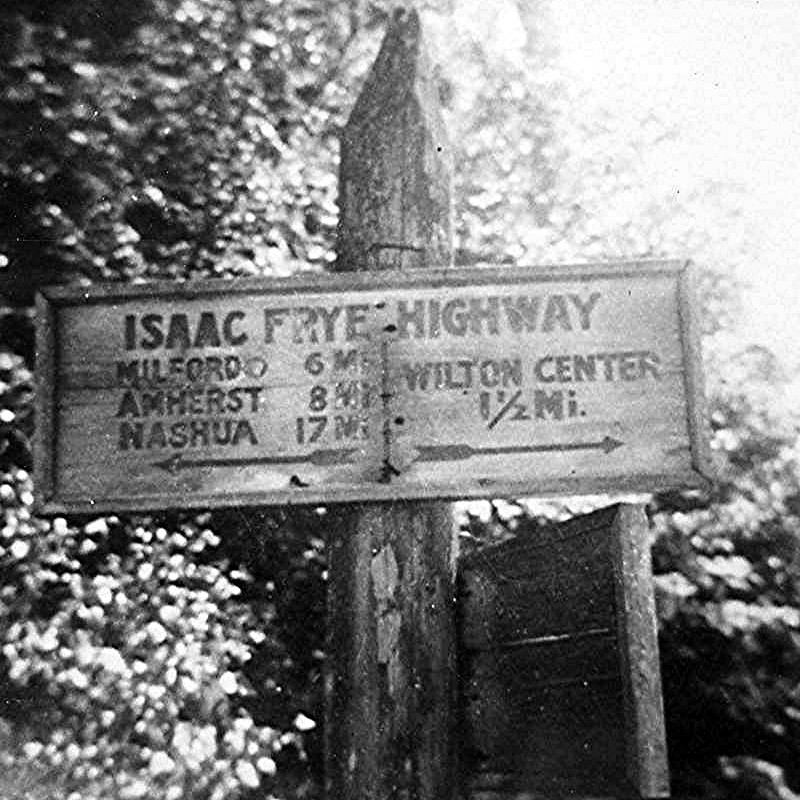 ISAAC FRYE HIGHWAY
MILFORD 6 Mi
AMHERST 8 Mi
NASHUA 17 Mi
WILTON CENTER
1½ Mi.